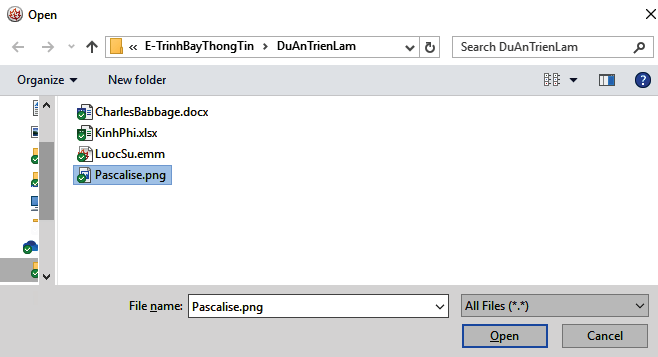 Open
« E-TrinhBayThongTin › DuAnTrienLam
Search DuAnTrienLam
Organize
New folder
?
CharlesBabbage.docx
KinhPhi.xlsx
LuocSu.emm
Pascalise.png
File name: Pascalise.png
All Files (*.*)
Open
Cancel